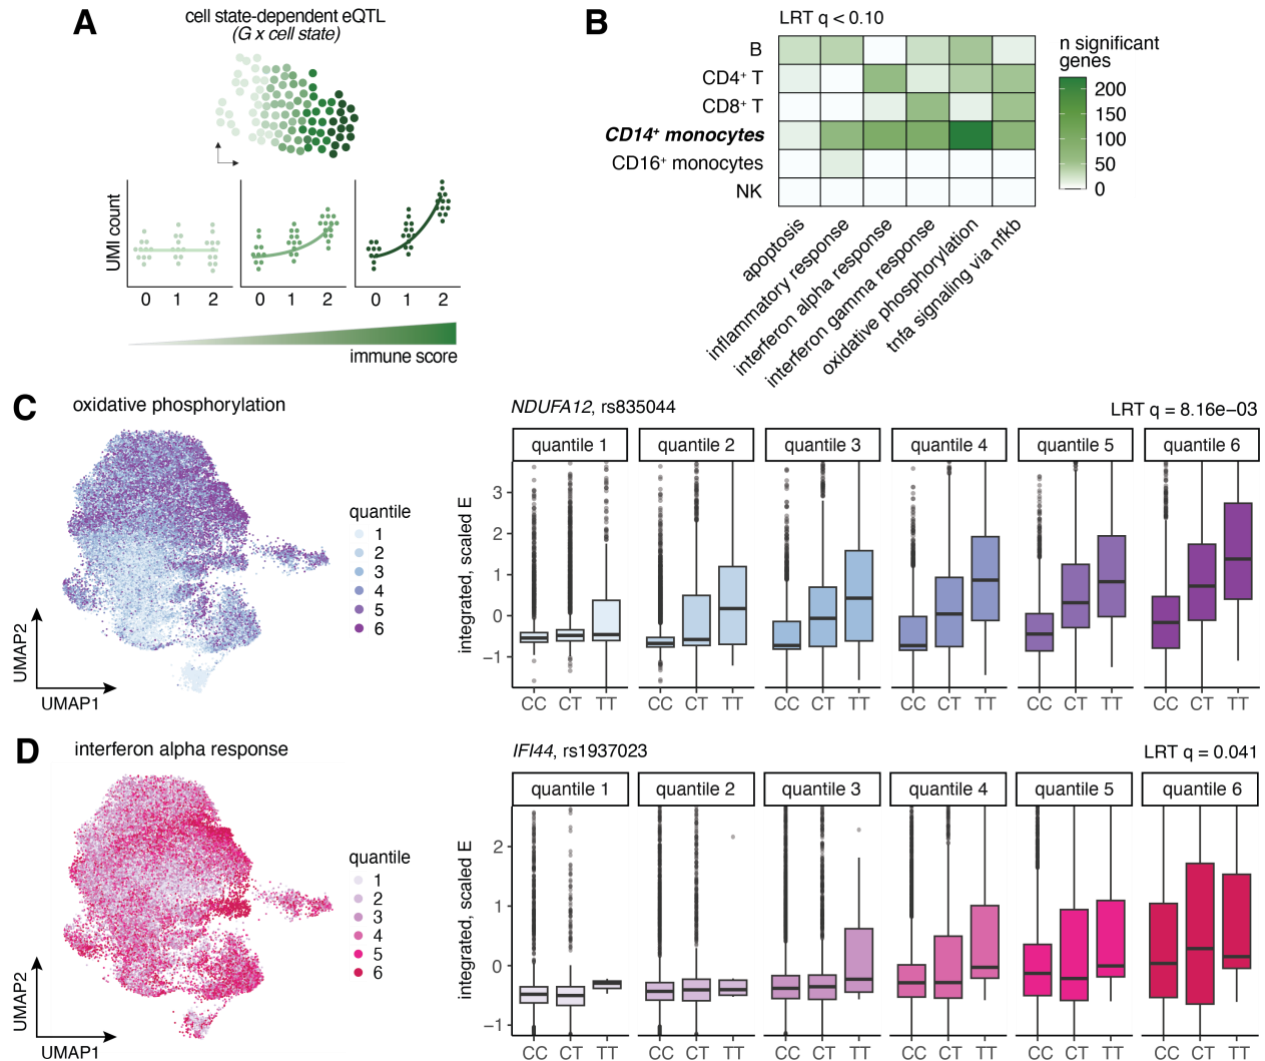 A
cell state-dependent eQTL
(G x cell state)
UMI count
0 1 2
0 1 2
0 1 2
immune score
B
LRT q < 0.10
B
CD4+ T
CD8+ T
CD14+ monocytes
CD16+ monocytes
NK
apoptosis
inflammatory response
interferon alpha response
interferon gamma response
oxidative phosphorylation
tnfa signaling via nfkb
n significant
genes
200
150
100
50
0
C
oxidative phosphorylation
quantile
1
2
3
4
5
6
UMAP2
UMAP1
NDUFA12, rs835044
LRT q = 8.16e−03
quantile 1 quantile 2 quantile 3 quantile 4 quantile 5 quantile 6
integrated, scaled E
3
2
1
0
−1
CC CT TT CC CT TT CC CT TT CC CT TT CC CT TT CC CT TT
D
interferon alpha response
quantile
1
2
3
4
5
6
UMAP2
UMAP1
IFI44, rs1937023
LRT q = 0.041
quantile 1 quantile 2 quantile 3 quantile 4 quantile 5 quantile 6
integrated, scaled E
2
1
0
−1
CC CT TT CC CT TT CC CT TT CC CT TT CC CT TT CC CT TT